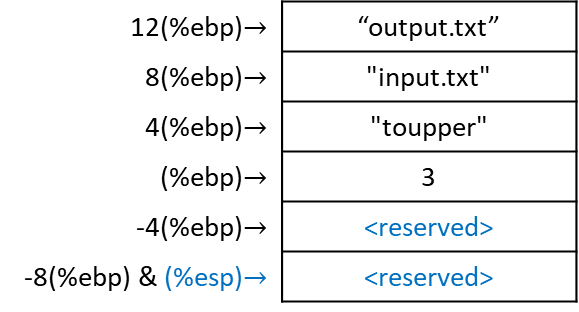 12(%ebp)→ “output.txt”
8(%ebp)→ "input.txt"
4(%ebp)→ "toupper"
(%ebp)→ 3
-4(%ebp)→ <reserved>
-8(%ebp) & (%esp)→ <reserved>